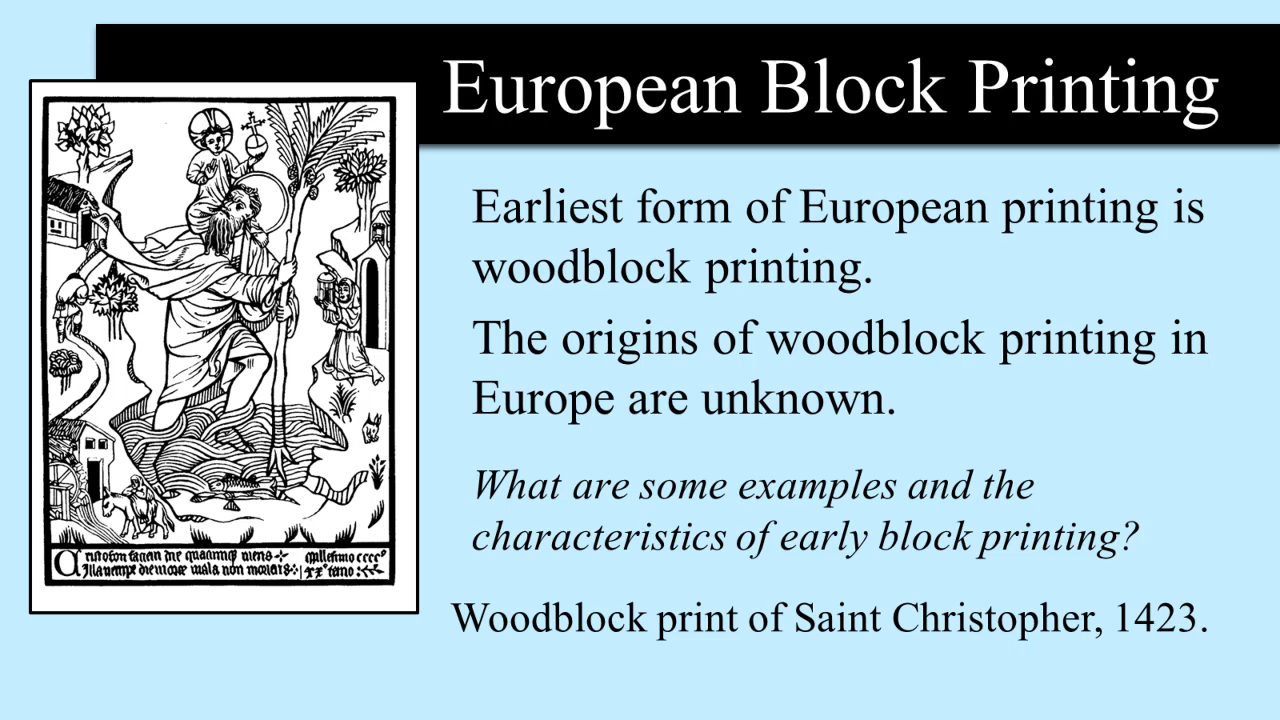 European Block Printing
Earliest form of European printing is
woodblock printing.
The origins of woodblock printing in
Europe are unknown.
What are some examples and the
characteristics of early block printing?
Woodblock print of Saint Christopher, 1423.